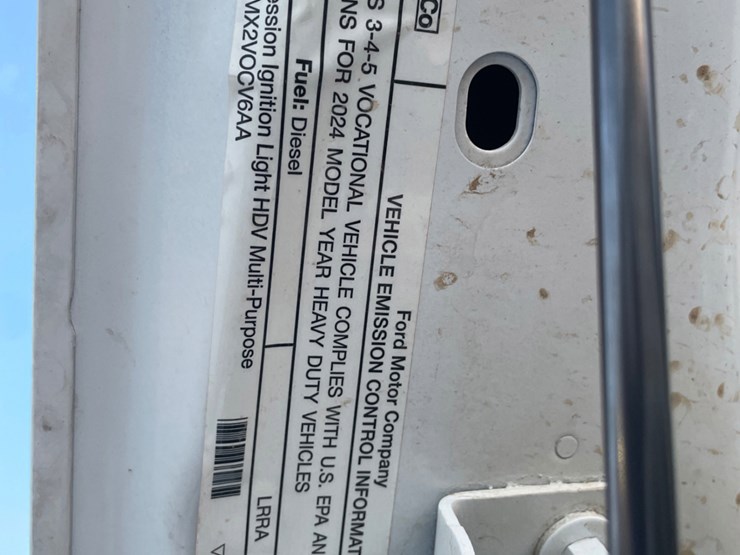 Co
Ford Motor Company
VEHICLE EMISSION CONTROL INFORMAT
S 3-4-5 VOCATIONAL VEHICLE COMPLIES WITH U.S. EPA AN
NS FOR 2024 MODEL YEAR HEAVY DUTY VEHICLES
Fuel: Diesel
ession Ignition Light HDV Multi-Purpose
LRRA
MX2VOCV6AA